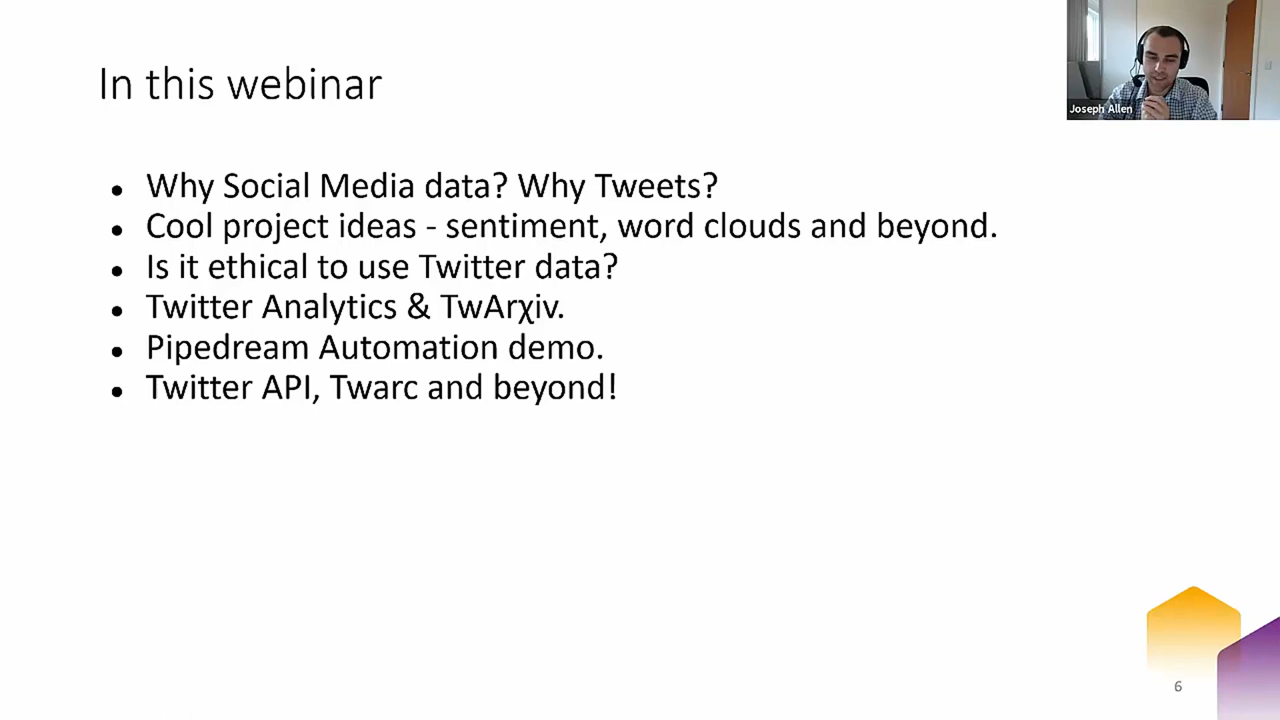 In this webinar
Joseph Allen
• Why Social Media data? Why Tweets?
• Cool project ideas - sentiment, word clouds and beyond.
• Is it ethical to use Twitter data?
• Twitter Analytics & TwArχiv.
• Pipedream Automation demo.
• Twitter API, Twarc and beyond!
6